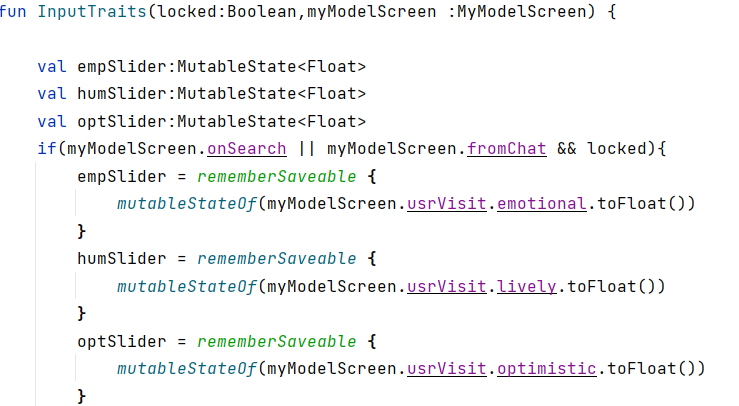 fun InputTraits(locked:Boolean,myModelScreen :MyModelScreen) {
val empSlider:MutableState<Float>
val humSlider:MutableState<Float>
val optSlider:MutableState<Float>
if(myModelScreen.onSearch || myModelScreen.fromChat && locked){
empSlider = rememberSaveable {
mutableStateOf(myModelScreen.usrVisit.emotional.toFloat())
}
humSlider = rememberSaveable {
mutableStateOf(myModelScreen.usrVisit.lively.toFloat())
}
optSlider = rememberSaveable {
mutableStateOf(myModelScreen.usrVisit.optimistic.toFloat())
}